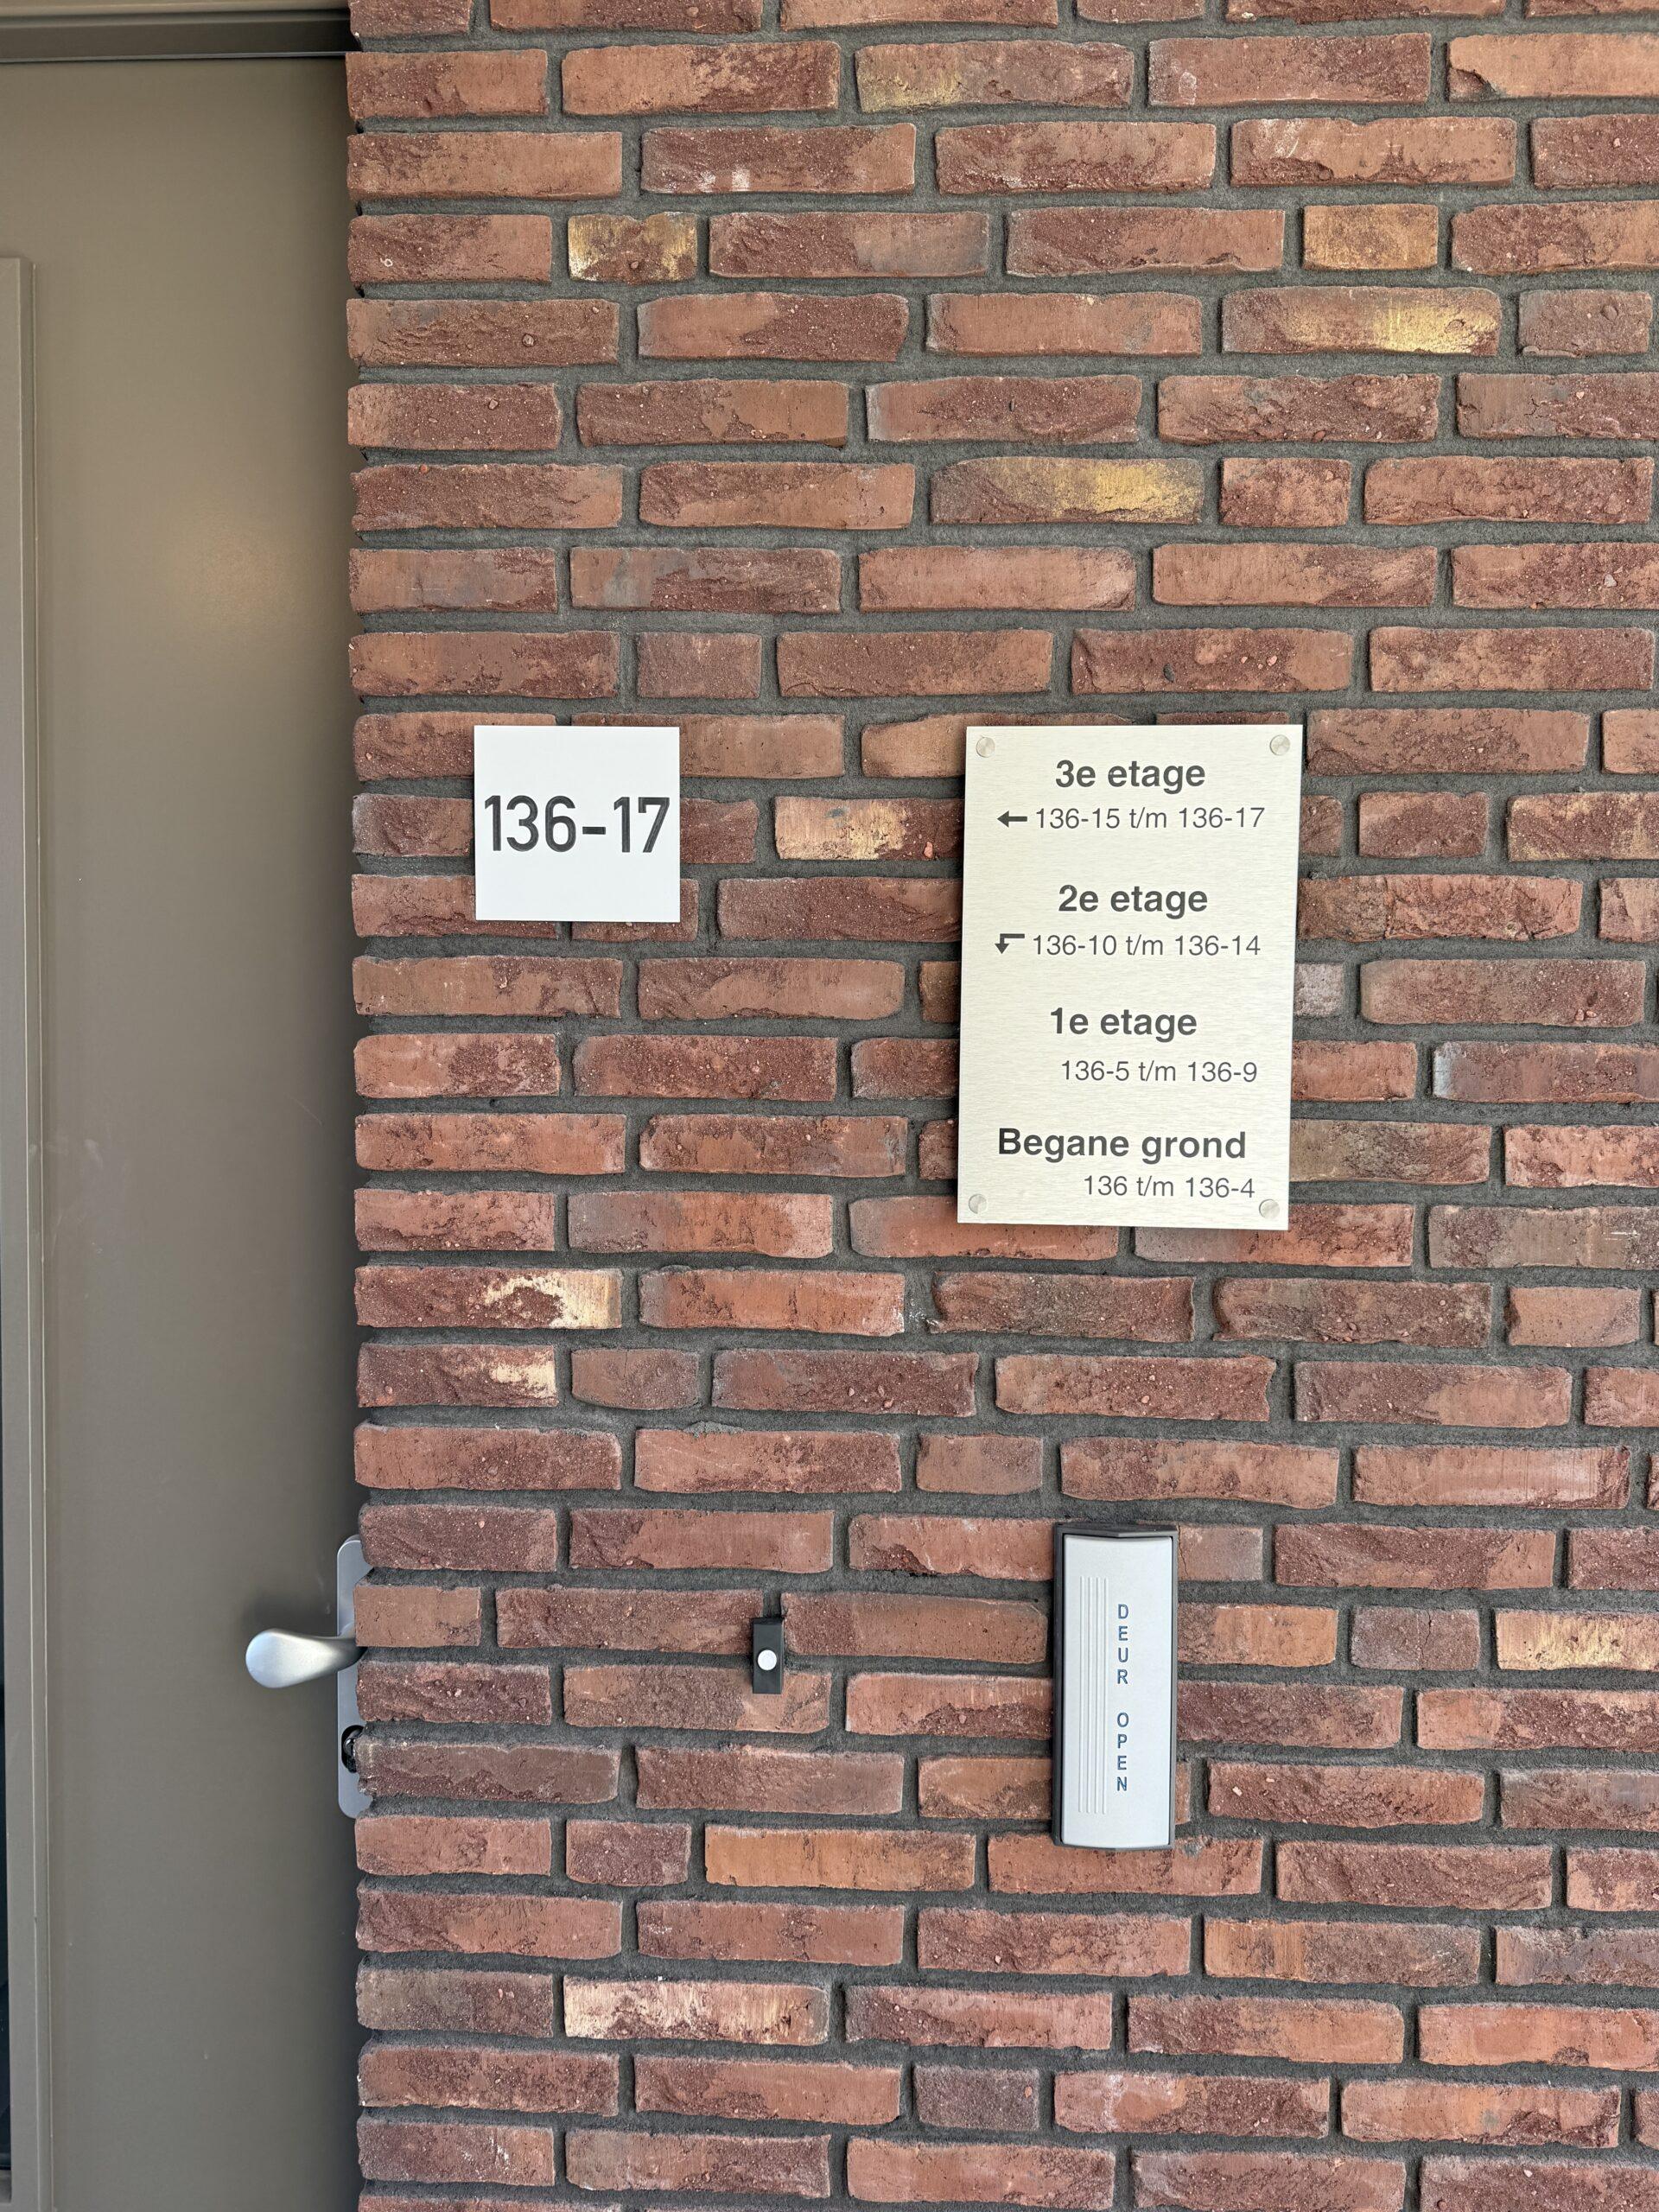 136-17
3e etage
← 136-15 t/m 136-17
2e etage
↰ 136-10 t/m 136-14
1e etage
136-5 t/m 136-9
Begane grond
136 t/m 136-4
DEUR OPEN